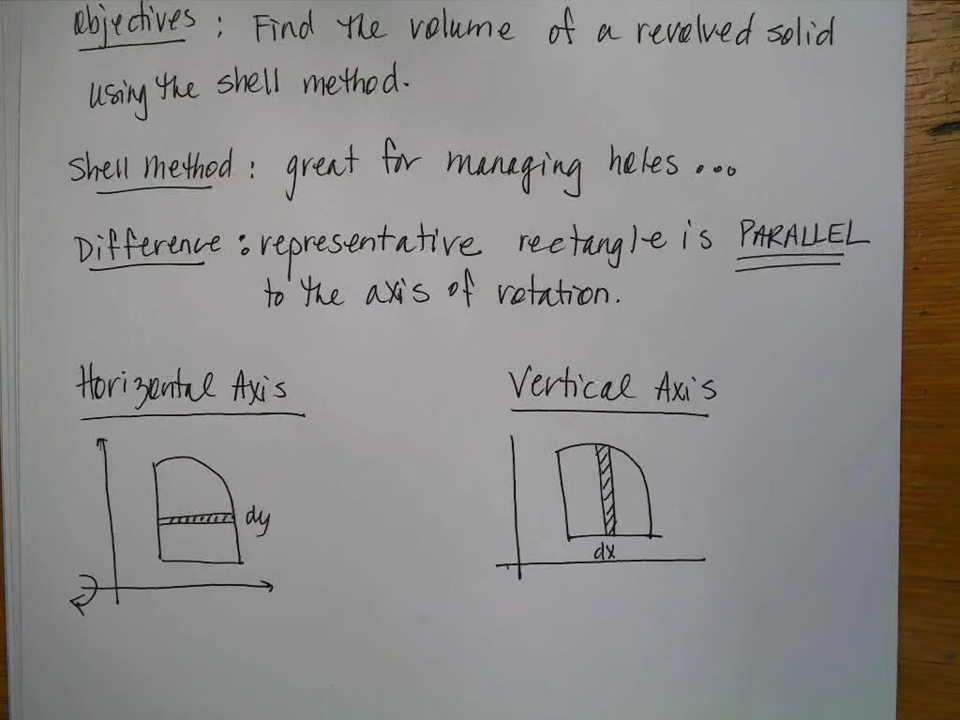 objectives : Find the volume of a revolved solid
using the shell method.
Shell method : great for managing holes ...
Difference : representative rectangle is PARALLEL
to the axis of rotation.
Horizontal Axis
Vertical Axis
dy
dx